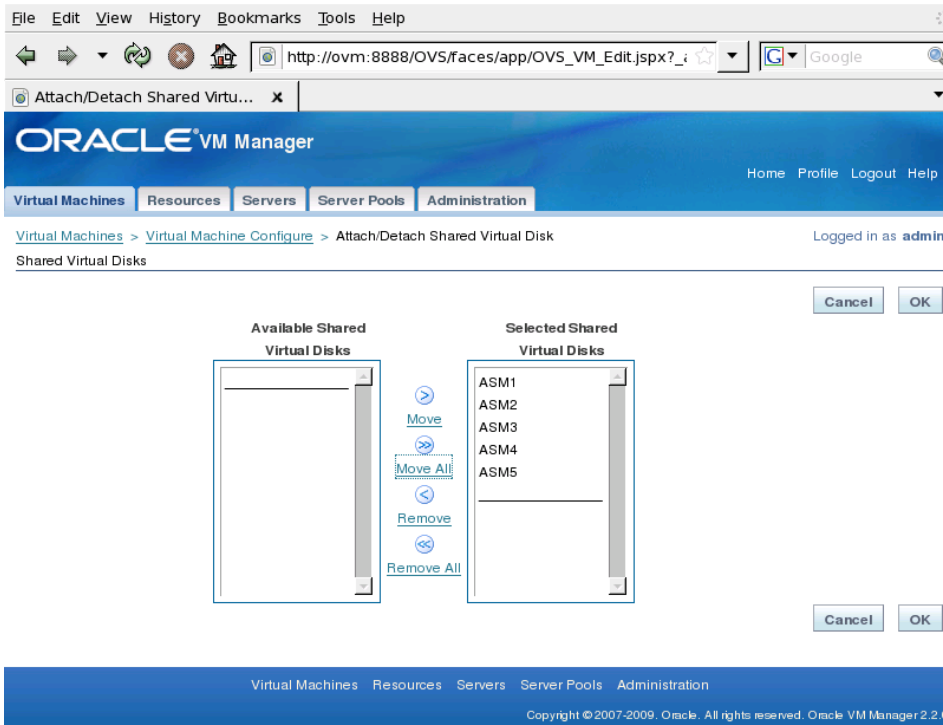 File Edit View History Bookmarks Tools Help
http://ovm:8888/OVS/faces/app/OVS_VM_Edit.jspx?_a
G Google
Attach/Detach Shared Virtu... x
ORACLE® VM Manager
Home Profile Logout Help
Virtual Machines Resources Servers Server Pools Administration
Virtual Machines > Virtual Machine Configure > Attach/Detach Shared Virtual Disk Logged in as admin
Shared Virtual Disks
Cancel OK
Available Shared Virtual Disks
Selected Shared Virtual Disks
ASM1
ASM2
ASM3
ASM4
ASM5
Move
Move All
Remove
Remove All
Cancel OK
Virtual Machines Resources Servers Server Pools Administration
Copyright © 2007-2009. Oracle. All rights reserved. Oracle VM Manager 2.2.